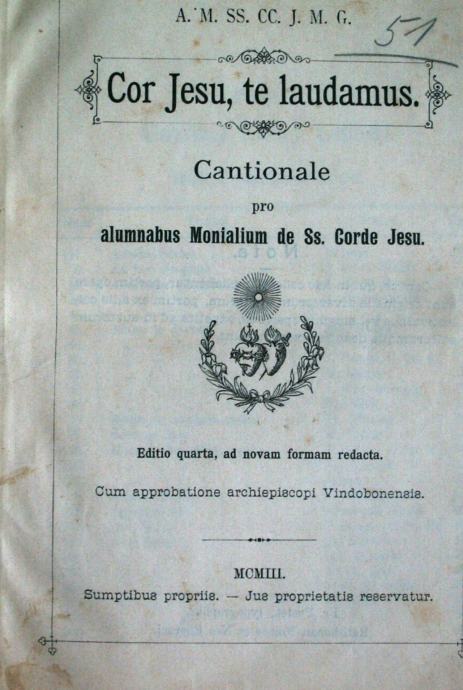 A. M. SS. CC. J. M. G.
51
Cor Jesu, te laudamus.
Cantionale
pro
alumnabus Monialium de Ss. Corde Jesu.
Editio quarta, ad novam formam redacta.
Cum approbatione archiepiscopi Vindobonensis.
MCMIII.
Sumptibus propriis. — Jus proprietatis reservatur.